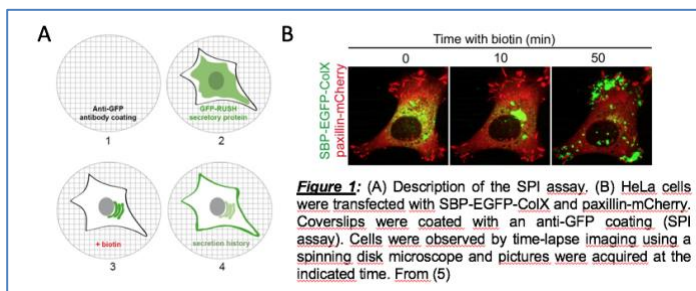 A
Anti-GFP
antibody coating
1
GFP-RUSH
secretory protein
2
+ biotin
3
secretion history
4
B
Time with biotin (min)
0 10 50
SBP-EGFP-ColX
paxillin-mCherry
Figure 1: (A) Description of the SPI assay. (B) HeLa cells
were transfected with SBP-EGFP-ColX and paxillin-mCherry.
Coverslips were coated with an anti-GFP coating (SPI
assay). Cells were observed by time-lapse imaging using a
spinning disk microscope and pictures were acquired at the
indicated time. From (5)